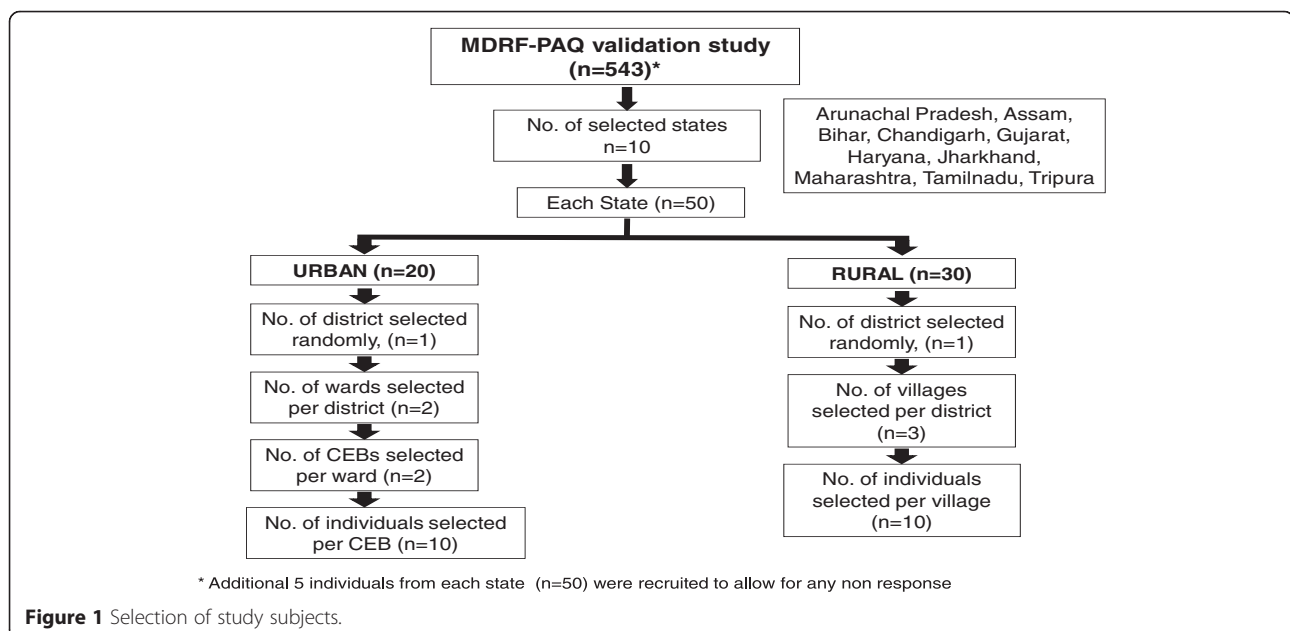 MDRF-PAQ validation study
(n=543)*
No. of selected states
n=10
Arunachal Pradesh, Assam,
Bihar, Chandigarh, Gujarat,
Haryana, Jharkhand,
Maharashtra, Tamilnadu, Tripura
Each State (n=50)
URBAN (n=20)
No. of district selected
randomly, (n=1)
No. of wards selected
per district (n=2)
No. of CEBs selected
per ward (n=2)
No. of individuals selected
per CEB (n=10)
RURAL (n=30)
No. of district selected
randomly, (n=1)
No. of villages
selected per district
(n=3)
No. of individuals
selected per village
(n=10)
* Additional 5 individuals from each state (n=50) were recruited to allow for any non response
Figure 1 Selection of study subjects.